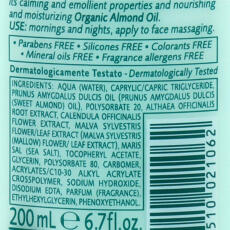 its calming and emollient properties and nourishing
and moisturizing Organic Almond Oil.
USE: mornings and nights, apply to face massaging.
• Parabens FREE • Silicones FREE • Colorants FREE
• Mineral oils FREE • Fragrance allergens FREE
Dermatologicamente Testato - Dermatologically Tested
INGREDIENTS: AQUA (WATER), CAPRYLIC/CAPRIC TRIGLYCERIDE,
PRUNUS AMYGDALUS DULCIS OIL (PRUNUS AMYGDALUS DULCIS
(SWEET ALMOND) OIL), POLYSORBATE 20, ALTHAEA OFFICINALIS
ROOT EXTRACT, CALENDULA OFFICINALIS
FLOWER EXTRACT, MALVA SYLVESTRIS
FLOWER/LEAF EXTRACT (MALVA SYLVESTRIS
(MALLOW) FLOWER/ LEAF EXTRACT), MARIS
SAL (SEA SALT), TOCOPHERYL ACETATE,
GLYCERIN, POLYSORBATE 80, CARBOMER,
ACRYLATES/C10-30 ALKYL ACRYLATE
CROSSPOLYMER, SODIUM HYDROXIDE,
DISODIUM EDTA, PARFUM (FRAGRANCE),
ETHYLHEXYLGLYCERIN, PHENOXYETHANOL.
200 mL e 6.7fl.oz.